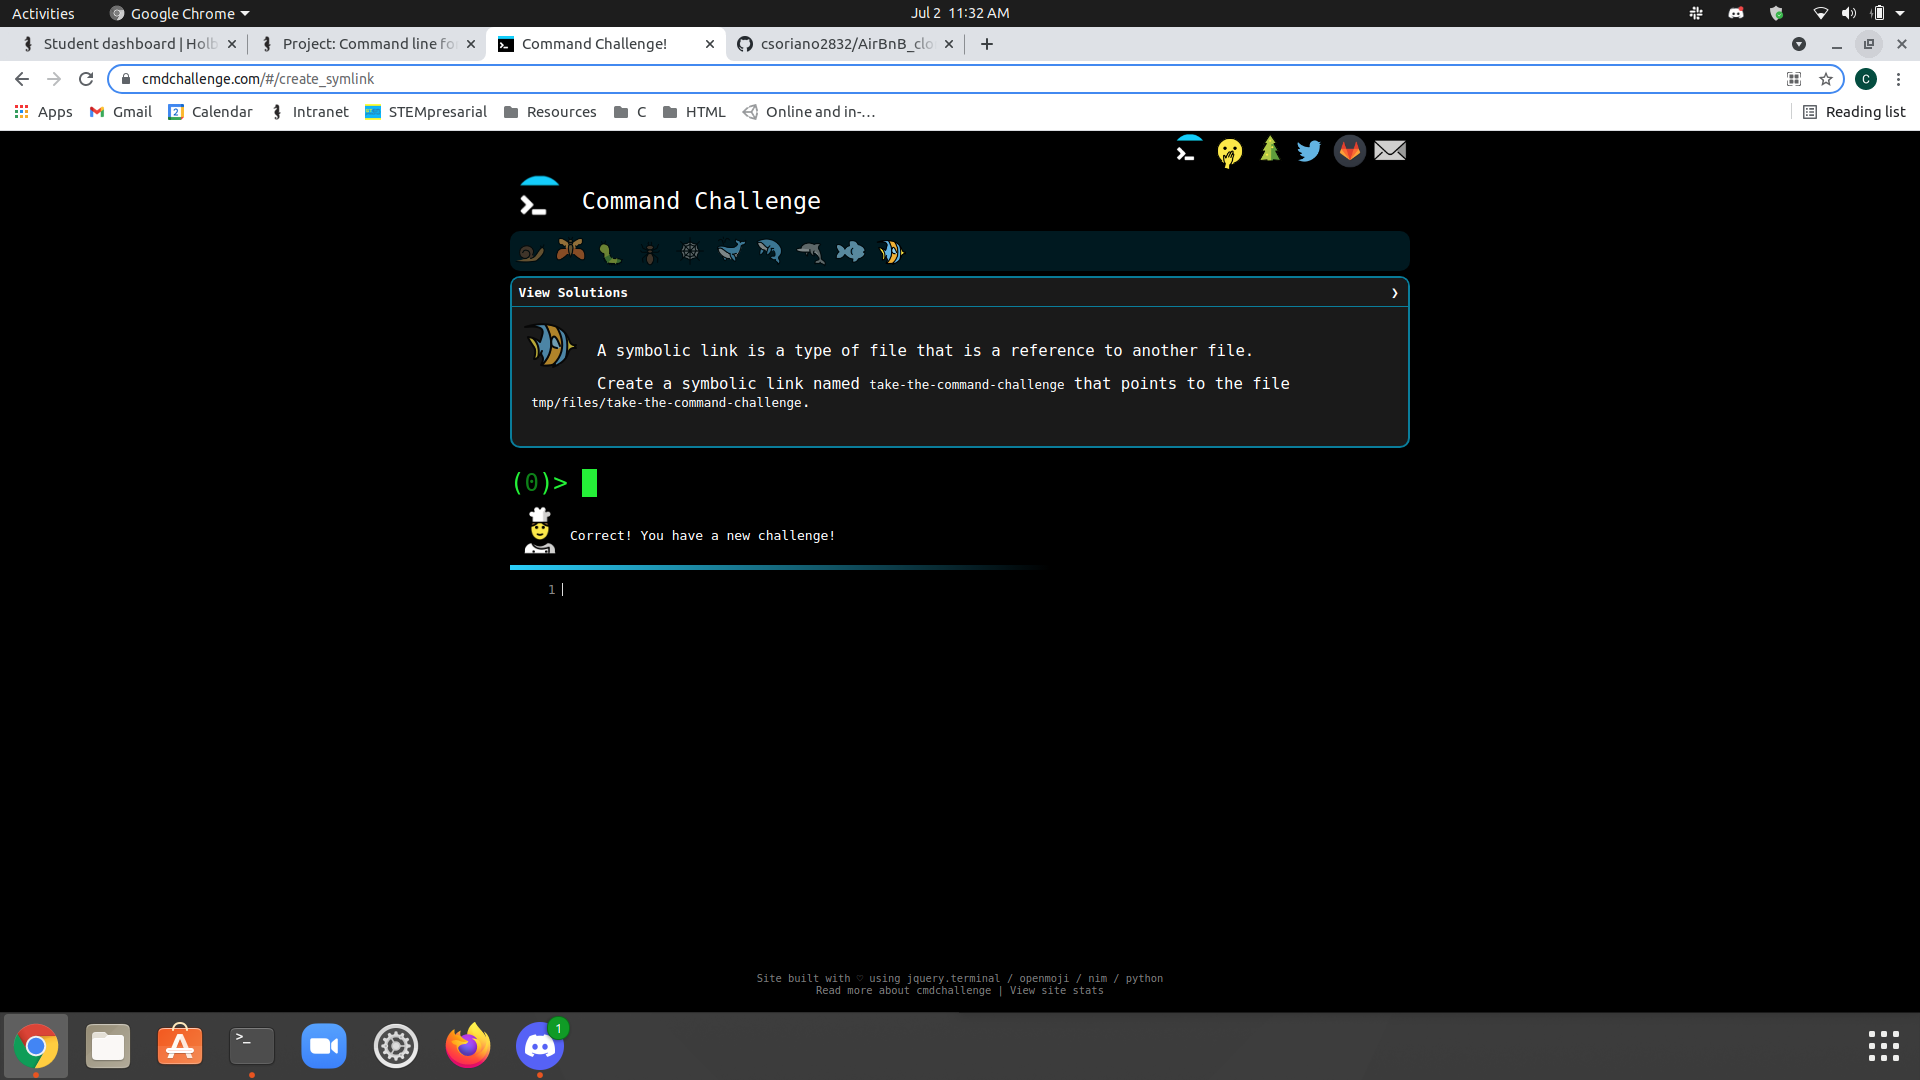 Activities
Google Chrome
Jul 2 11:32 AM
Student dashboard | Holb
Project: Command line fo
Command Challenge!
csoriano2832/AirBnB_clo
cmdchallenge.com/#/create_symlink
C
Apps
Gmail
2
Calendar
Intranet
STEMpresarial
Resources
C
HTML
Online and in-…
Reading list
Command Challenge
View Solutions
A symbolic link is a type of file that is a reference to another file.
Create a symbolic link named take-the-command-challenge that points to the file
tmp/files/take-the-command-challenge.
(0)>
Correct! You have a new challenge!
1
Site built with ♡ using jquery.terminal / openmoji / nim / python
Read more about cmdchallenge | View site stats
>_
1